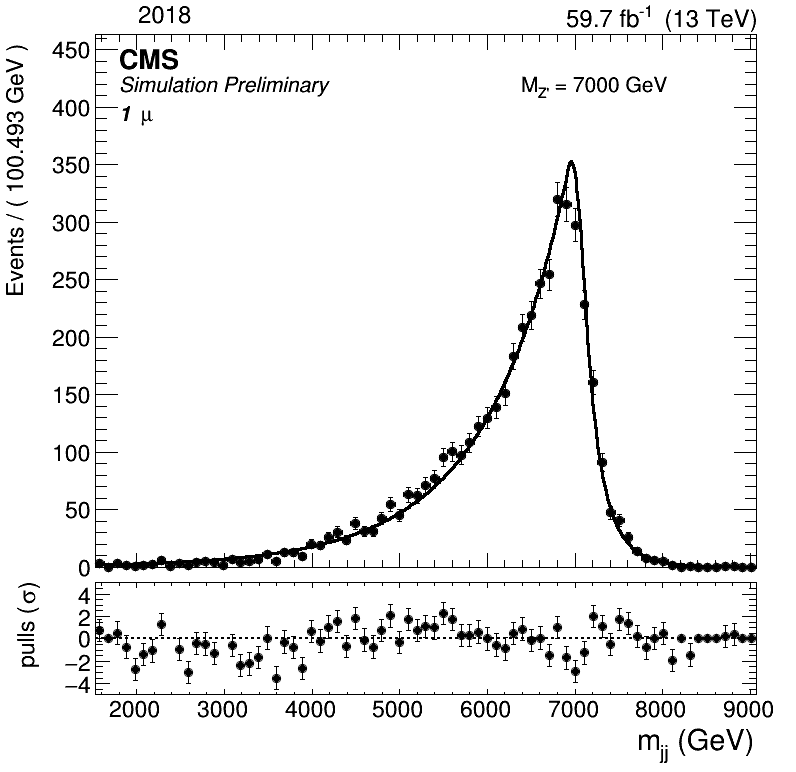 2018 59.7 fb⁻¹ (13 TeV)
CMS
Simulation Preliminary
1 μ
M_Z' = 7000 GeV
Events / ( 100.493 GeV )
450
400
350
300
250
200
150
100
50
0
pulls (σ)
4
2
0
−2
−4
2000 3000 4000 5000 6000 7000 8000 9000
m_jj (GeV)